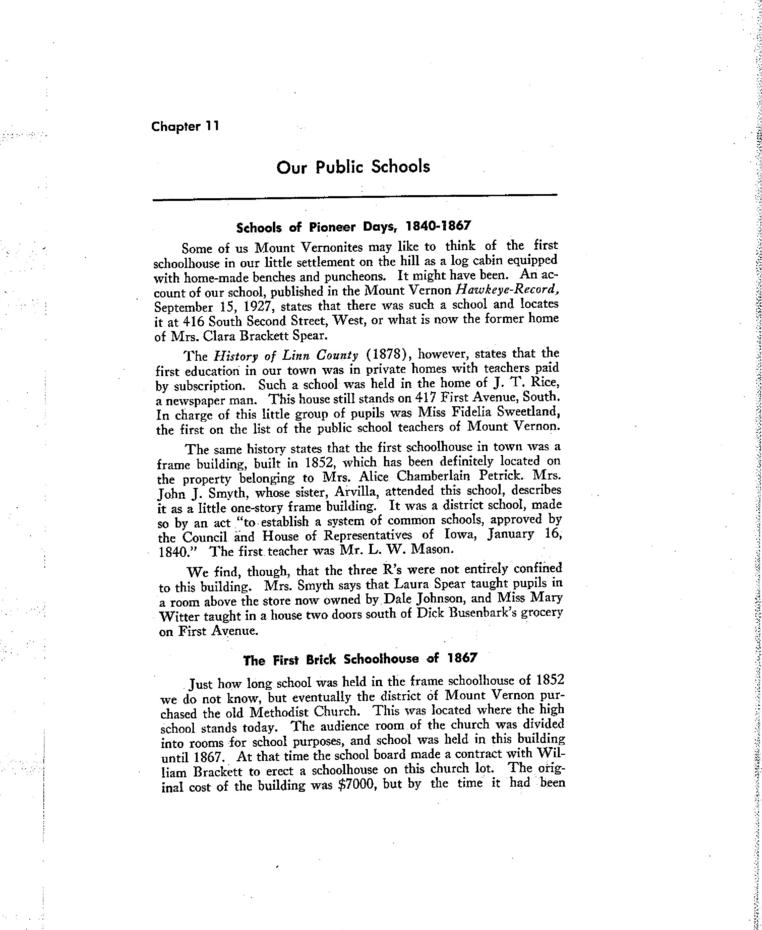 Chapter 11
Our Public Schools
Schools of Pioneer Days, 1840-1867
Some of us Mount Vernonites may like to think of the first
schoolhouse in our little settlement on the hill as a log cabin equipped
with home-made benches and puncheons. It might have been. An ac-
count of our school, published in the Mount Vernon Hawkeye-Record,
September 15, 1927, states that there was such a school and locates
it at 416 South Second Street, West, or what is now the former home
of Mrs. Clara Brackett Spear.
The History of Linn County (1878), however, states that the
first education in our town was in private homes with teachers paid
by subscription. Such a school was held in the home of J. T. Rice,
a newspaper man. This house still stands on 417 First Avenue, South.
In charge of this little group of pupils was Miss Fidelia Sweetland,
the first on the list of the public school teachers of Mount Vernon.
The same history states that the first schoolhouse in town was a
frame building, built in 1852, which has been definitely located on
the property belonging to Mrs. Alice Chamberlain Petrick. Mrs.
John J. Smyth, whose sister, Arvilla, attended this school, describes
it as a little one-story frame building. It was a district school, made
so by an act "to establish a system of common schools, approved by
the Council and House of Representatives of Iowa, January 16,
1840." The first teacher was Mr. L. W. Mason.
We find, though, that the three R's were not entirely confined
to this building. Mrs. Smyth says that Laura Spear taught pupils in
a room above the store now owned by Dale Johnson, and Miss Mary
Witter taught in a house two doors south of Dick Busenbark's grocery
on First Avenue.
The First Brick Schoolhouse of 1867
Just how long school was held in the frame schoolhouse of 1852
we do not know, but eventually the district of Mount Vernon pur-
chased the old Methodist Church. This was located where the high
school stands today. The audience room of the church was divided
into rooms for school purposes, and school was held in this building
until 1867. At that time the school board made a contract with Wil-
liam Brackett to erect a schoolhouse on this church lot. The orig-
inal cost of the building was $7000, but by the time it had been